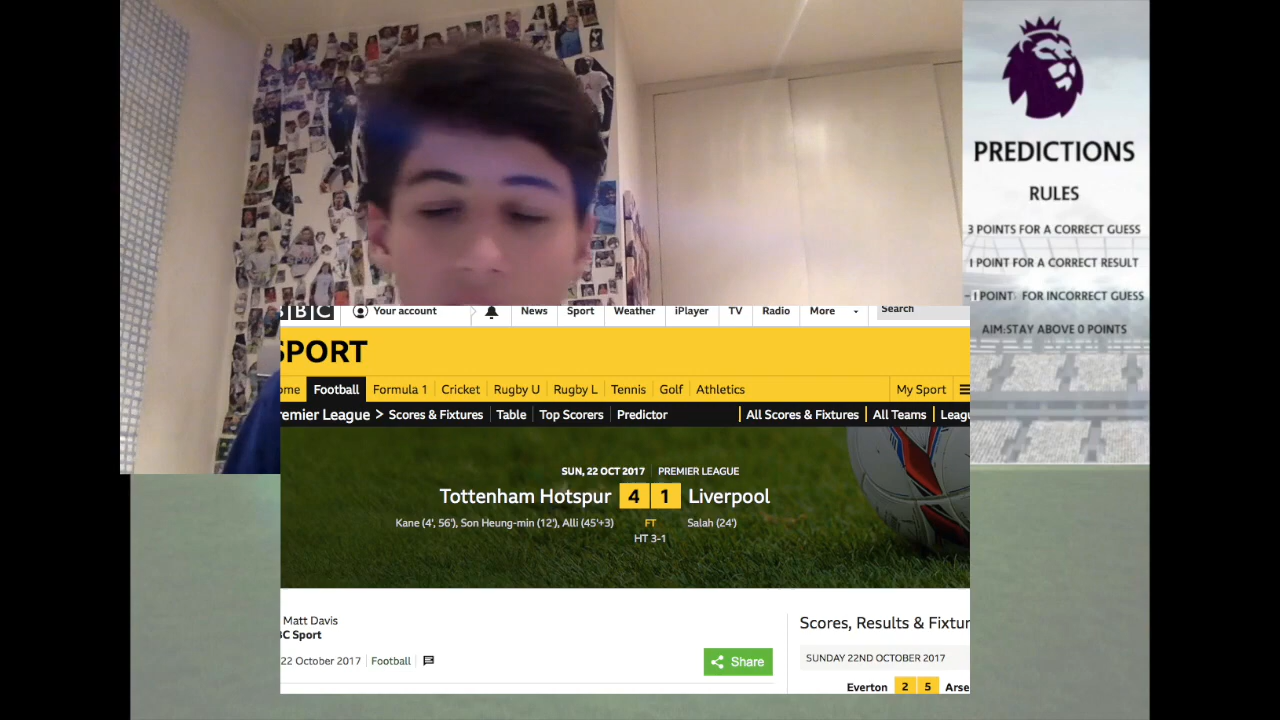 PREDICTIONS
RULES
3 POINTS FOR A CORRECT GUESS
1 POINT FOR A CORRECT RESULT
-1 POINT FOR INCORRECT GUESS
AIM:STAY ABOVE 0 POINTS
BBC Your account News Sport Weather iPlayer TV Radio More Search
SPORT
ome Football Formula 1 Cricket Rugby U Rugby L Tennis Golf Athletics My Sport
remier League > Scores & Fixtures Table Top Scorers Predictor All Scores & Fixtures All Teams Leagu
SUN, 22 OCT 2017 PREMIER LEAGUE
Tottenham Hotspur 4 1 Liverpool
Kane (4', 56'), Son Heung-min (12'), Alli (45'+3) FT Salah (24')
HT 3-1
Matt Davis
BC Sport
22 October 2017 Football
Share
Scores, Results & Fixtur
SUNDAY 22ND OCTOBER 2017
Everton 2 5 Arse